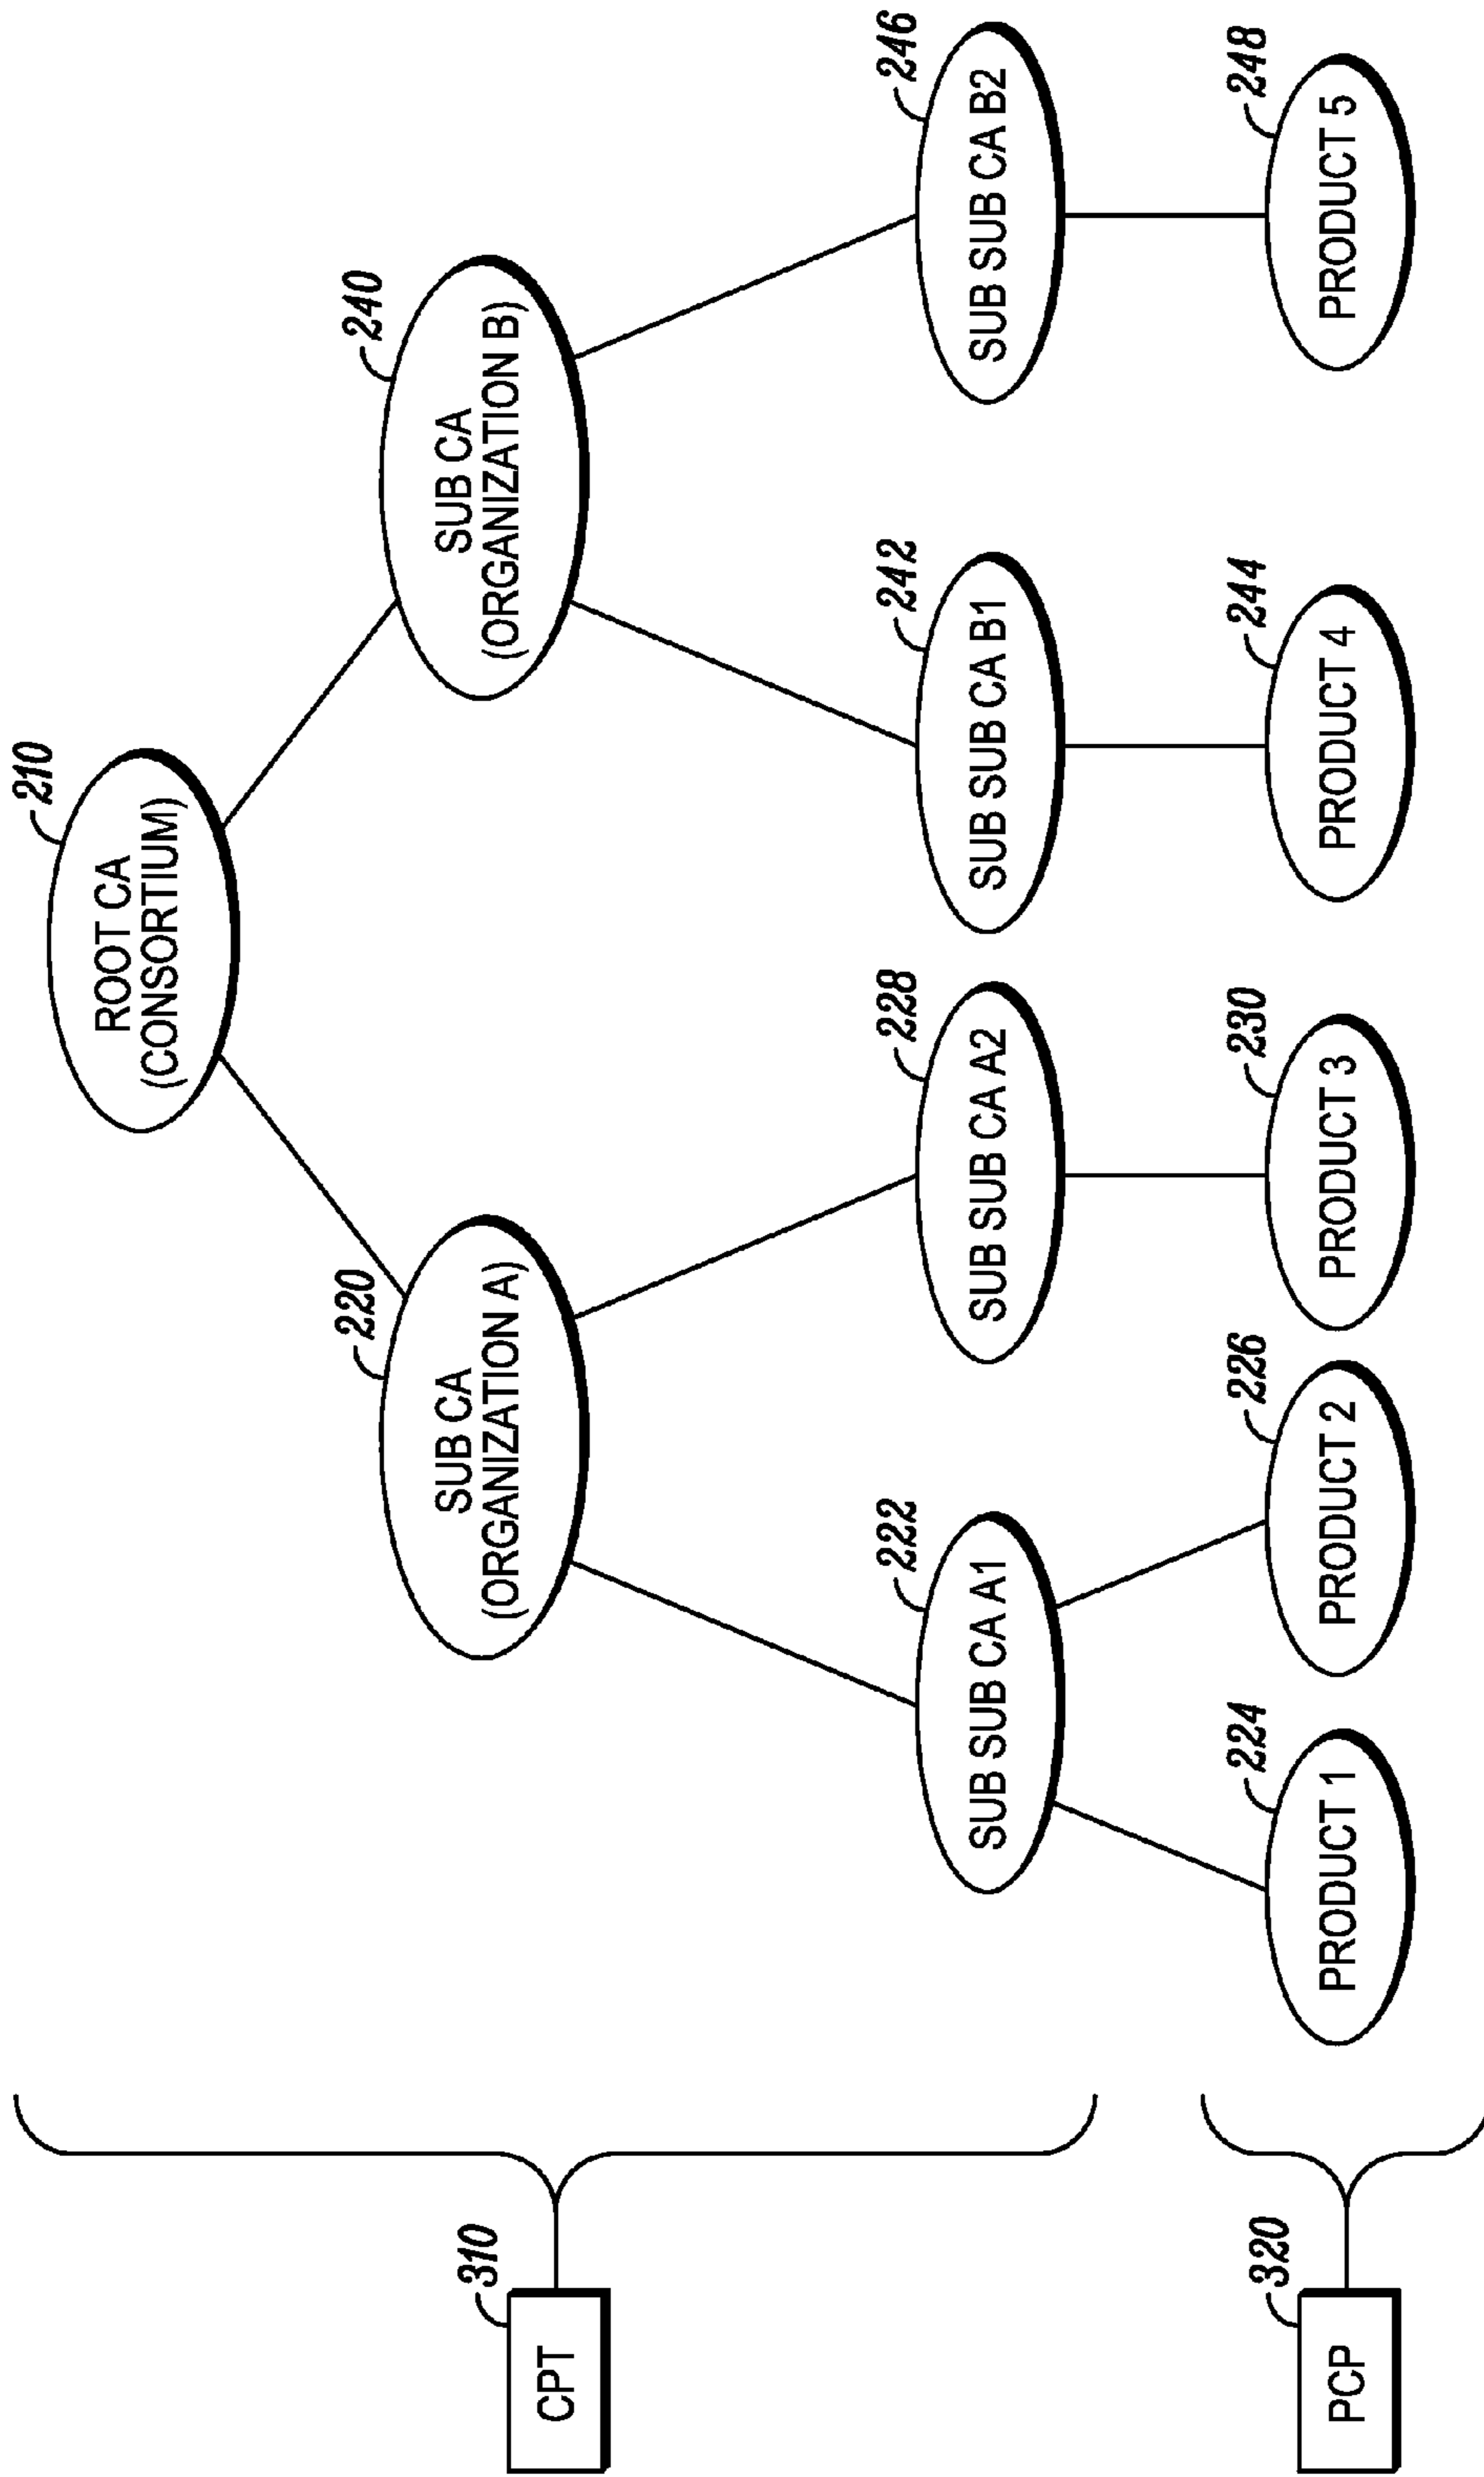 210
ROOT CA
(CONSORTIUM)
310
CPT
220
SUB CA
(ORGANIZATION A)
240
SUB CA
(ORGANIZATION B)
222
SUB SUB CA A1
228
SUB SUB CA A2
242
SUB SUB CA B1
246
SUB SUB CA B2
320
PCP
224
PRODUCT 1
226
PRODUCT 2
230
PRODUCT 3
244
PRODUCT 4
248
PRODUCT 5